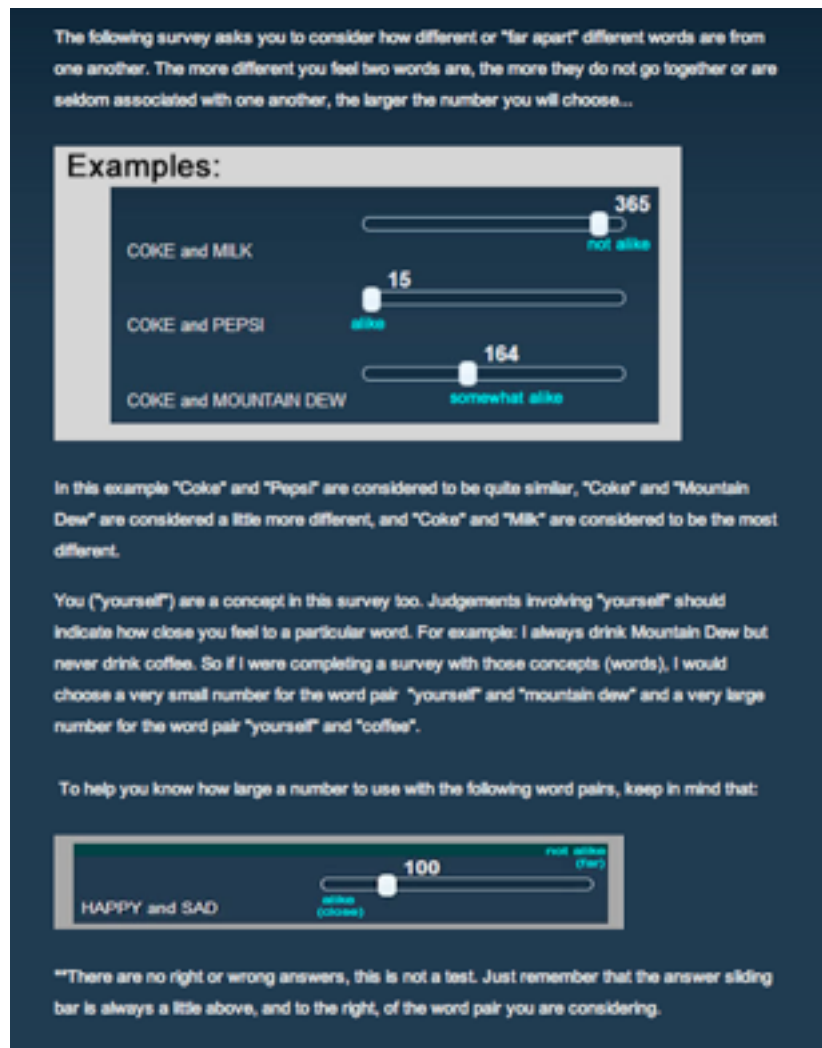 The following survey asks you to consider how different or "far apart" different words are from
one another. The more different you feel two words are, the more they do not go together or are
seldom associated with one another, the larger the number you will choose...
Examples:
365
COKE and MILK
not alike
15
COKE and PEPSI
alike
164
COKE and MOUNTAIN DEW
somewhat alike
In this example "Coke" and "Pepsi" are considered to be quite similar, "Coke" and "Mountain
Dew" are considered a little more different, and "Coke" and "Milk" are considered to be the most
different.
You ("yourself") are a concept in this survey too. Judgements involving "yourself" should
indicate how close you feel to a particular word. For example: I always drink Mountain Dew but
never drink coffee. So if I were completing a survey with those concepts (words), I would
choose a very small number for the word pair "yourself" and "mountain dew" and a very large
number for the word pair "yourself" and "coffee".
To help you know how large a number to use with the following word pairs, keep in mind that:
not alike
(far)
100
HAPPY and SAD
alike
(close)
**There are no right or wrong answers, this is not a test. Just remember that the answer sliding
bar is always a little above, and to the right, of the word pair you are considering.